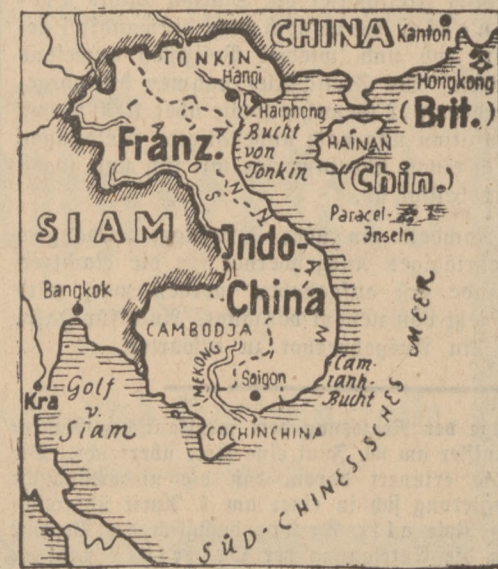 CHINA
Kanton
TONKIN
Hanoi
Hongkong
(Brit.)
Haiphong
Bucht
von
Tonkin
HAINAN
(Chin.)
Franz.
Indo-
China
Paracel-
Inseln
SIAM
Bangkok
CAMBODJA
MEKONG
Saigon
Cam-
ranh-
Bucht
Kra
Golf
v.
Siam
COCHINCHINA
SÜD-CHINESISCHES MEER